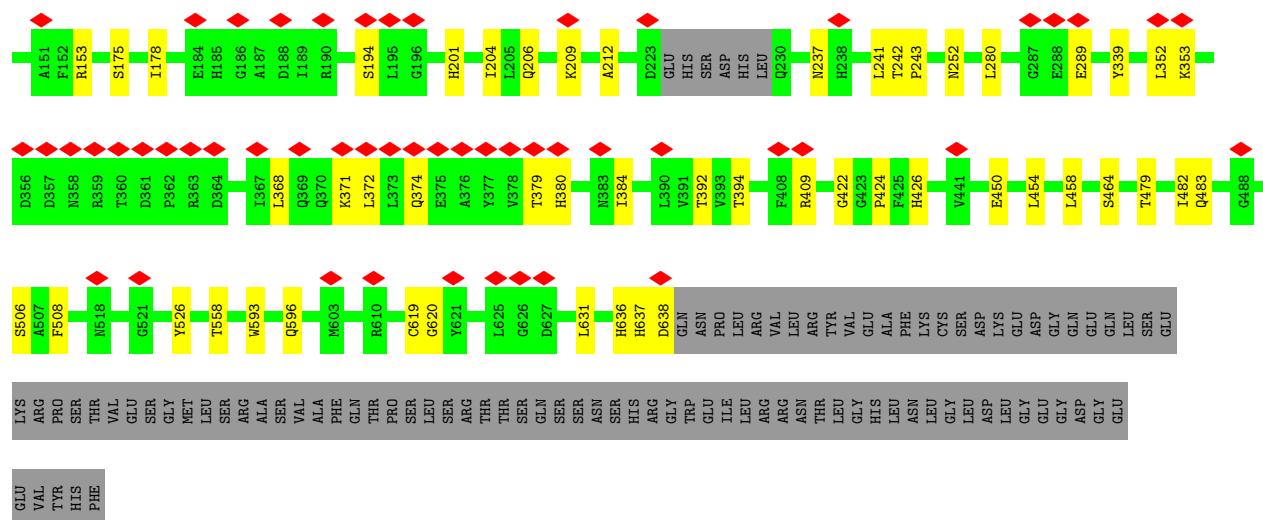 A151 F152 R153 S175 I178 E184 H185 G186 A187 D188 I189 R190 S194 L195 G196 H201 I204 L205 Q206 K209 A212 D223 GLU HIS SER ASP HIS LEU Q230 N237 H238 L241 T242 P243 N252 L280 G287 E288 E289 Y339 L352 K353
D356 D357 N358 R359 T360 D361 P362 R363 D364 I367 L368 Q369 Q370 K371 L372 L373 Q374 E375 A376 Y377 V378 T379 H380 N383 I384 L390 V391 T392 V393 T394 F408 R409 G422 G423 P424 F425 H426 V441 E450 L454 L458 S464 T479 I482 Q483 G488
S506 A507 F508 N518 G521 Y526 T558 W593 Q596 M603 R610 C619 G620 Y621 L625 G626 D627 L631 H636 H637 D638 GLN ASN PRO LEU ARG VAL LEU ARG TYR VAL GLU ALA PHE LYS CYS SER ASP LYS GLU ASP GLY GLN GLU GLN LEU SER GLU
LYS ARG PRO SER THR VAL GLU SER GLY MET LEU SER ARG ALA SER VAL ALA PHE GLN THR PRO SER LEU SER ARG THR THR SER GLN SER SER ASN SER HIS ARG GLY TRP GLU ILE LEU ARG ARG ASN THR LEU GLY HIS LEU ASN LEU GLY LEU ASP LEU GLY GLU GLY ASP GLY GLU
GLU VAL TYR HIS PHE